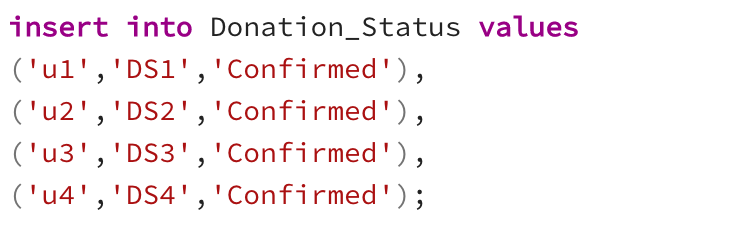 insert into Donation_Status values
('u1','DS1','Confirmed'),
('u2','DS2','Confirmed'),
('u3','DS3','Confirmed'),
('u4','DS4','Confirmed');